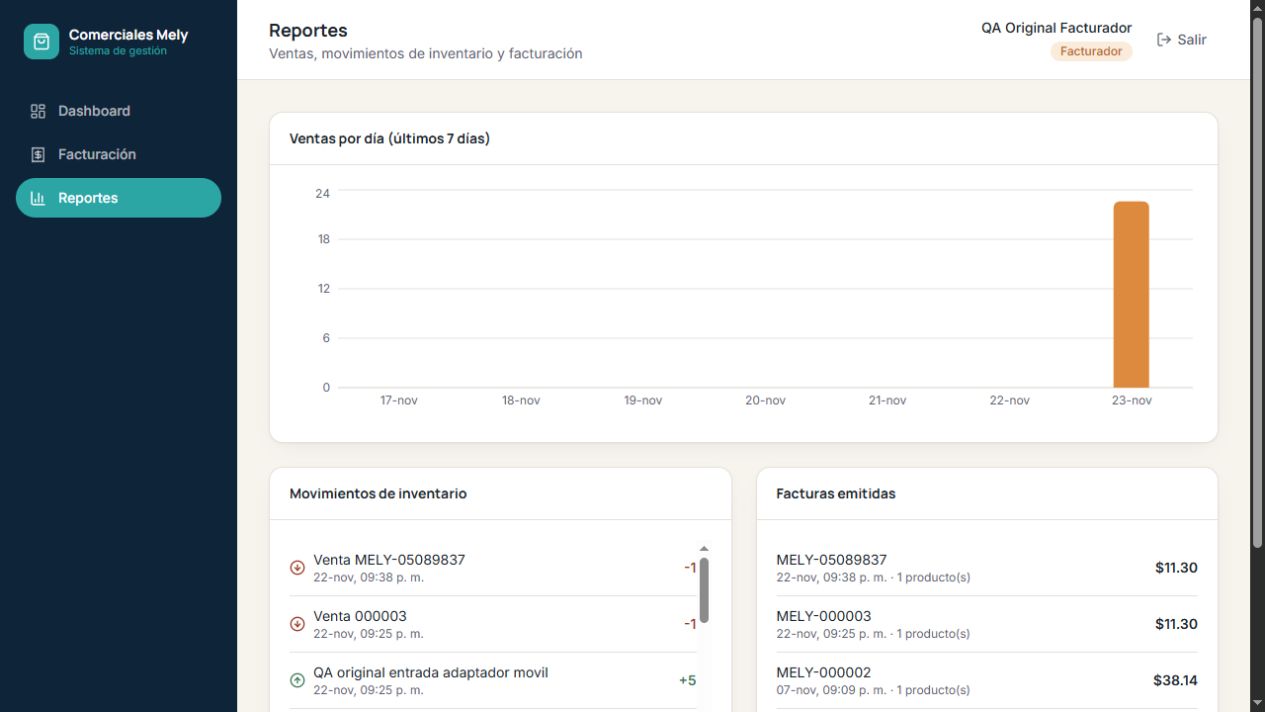 Comerciales Mely
Sistema de gestión
Dashboard
Facturación
Reportes
Reportes
Ventas, movimientos de inventario y facturación
QA Original Facturador
Facturador
Salir
Ventas por día (últimos 7 días)
24
18
12
6
0
17-nov 18-nov 19-nov 20-nov 21-nov 22-nov 23-nov
Movimientos de inventario
Venta MELY-05089837
22-nov, 09:38 p. m.
-1
Venta 000003
22-nov, 09:25 p. m.
-1
QA original entrada adaptador movil
22-nov, 09:25 p. m.
+5
Facturas emitidas
MELY-05089837
22-nov, 09:38 p. m. · 1 producto(s)
$11.30
MELY-000003
22-nov, 09:25 p. m. · 1 producto(s)
$11.30
MELY-000002
07-nov, 09:09 p. m. · 1 producto(s)
$38.14